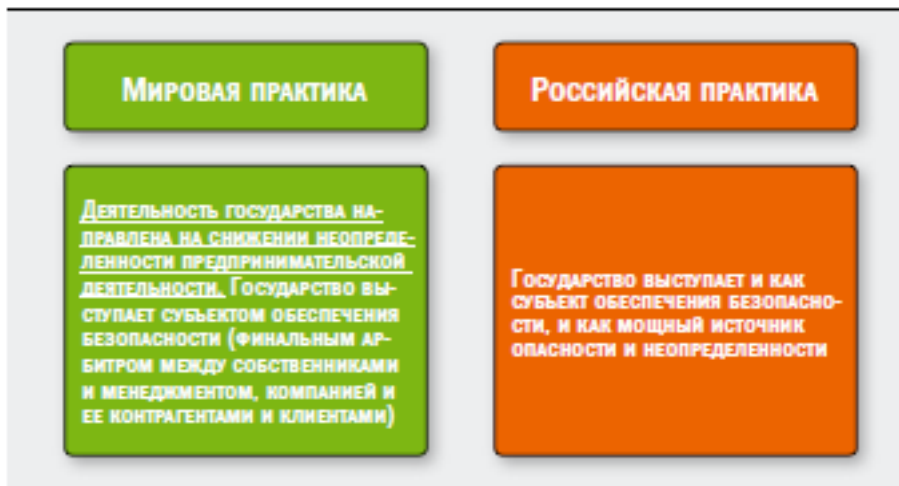 Мировая практика
Российская практика
Деятельность государства на-
правлена на снижении неопреде-
ленности предпринимательской
деятельности. Государство вы-
ступает субъектом обеспечения
безопасности (финальным ар-
битром между собственниками
и менеджментом, компанией и
ее контрагентами и клиентами)
Государство выступает и как
субъект обеспечения безопасно-
сти, и как мощный источник
опасности и неопределенности